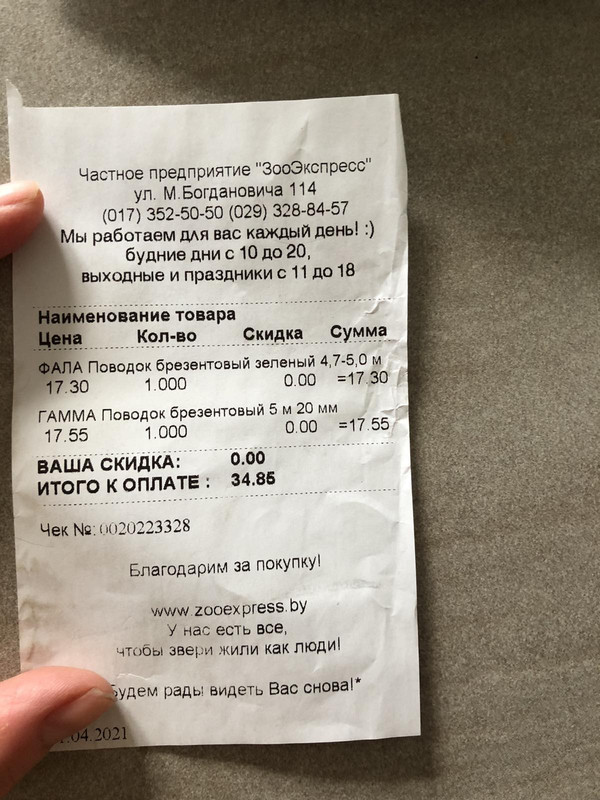 Частное предприятие "ЗооЭкспресс"
ул. М.Богдановича 114
(017) 352-50-50 (029) 328-84-57
Мы работаем для вас каждый день! :)
будние дни с 10 до 20,
выходные и праздники с 11 до 18
Наименование товара
Цена Кол-во Скидка Сумма
ФАЛА Поводок брезентовый зеленый 4,7-5,0 м
17.30 1.000 0.00 =17.30
ГАММА Поводок брезентовый 5 м 20 мм
17.55 1.000 0.00 =17.55
ВАША СКИДКА: 0.00
ИТОГО К ОПЛАТЕ : 34.85
Чек №: 0020223328
Благодарим за покупку!
www.zooexpress.by
У нас есть все,
чтобы звери жили как люди!
Будем рады видеть Вас снова!*
.04.2021